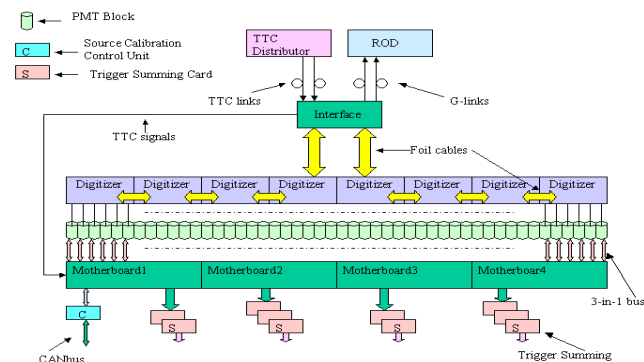 PMT Block
C
Source Calibration
Control Unit
S
Trigger Summing Card
TTC
Distributor
ROD
TTC links
G-links
Interface
TTC signals
Foil cables
Digitizer Digitizer Digitizer Digitizer Digitizer Digitizer Digitizer Digitizer
Motherboard1 Motherboard2 Motherboard3 Motherboar4
3-in-1 bus
C
S S S S
CANbus
Trigger Summing